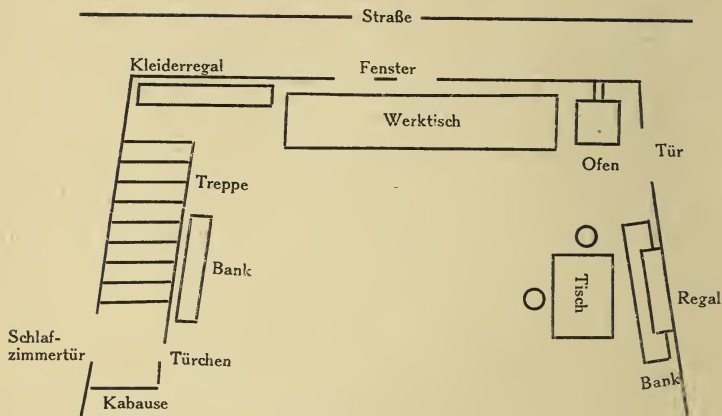 Straße
Kleiderregal
Fenster
Werktisch
Ofen
Tür
Treppe
Bank
Tisch
Regal
Schlaf-
zimmertür
Türchen
Bank
Kabause